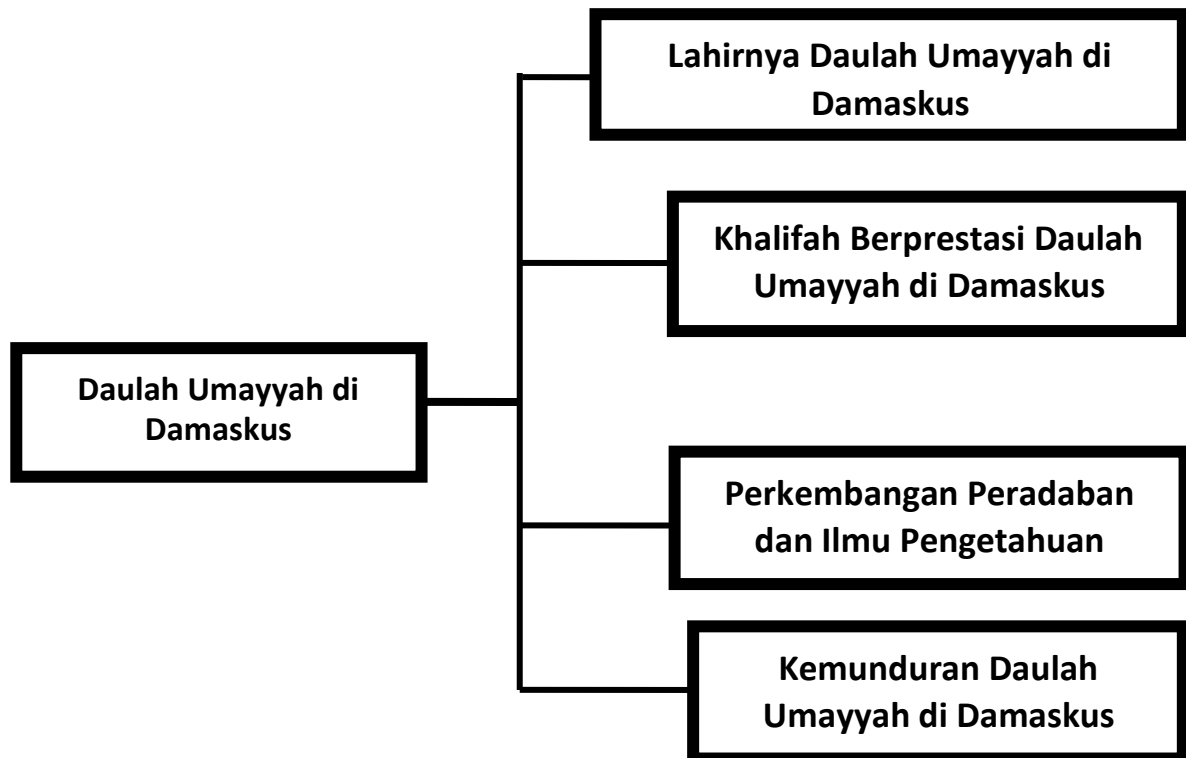 Lahirnya Daulah Umayyah di
Damaskus
Khalifah Berprestasi Daulah
Umayyah di Damaskus
Daulah Umayyah di
Damaskus
Perkembangan Peradaban
dan Ilmu Pengetahuan
Kemunduran Daulah
Umayyah di Damaskus